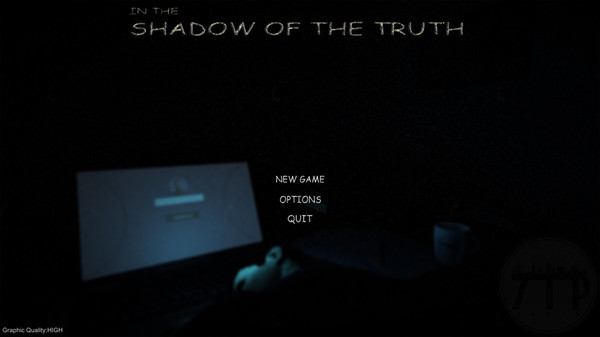 IN THE
SHADOW OF THE TRUTH
NEW GAME
OPTIONS
QUIT
Graphic Quality:HIGH